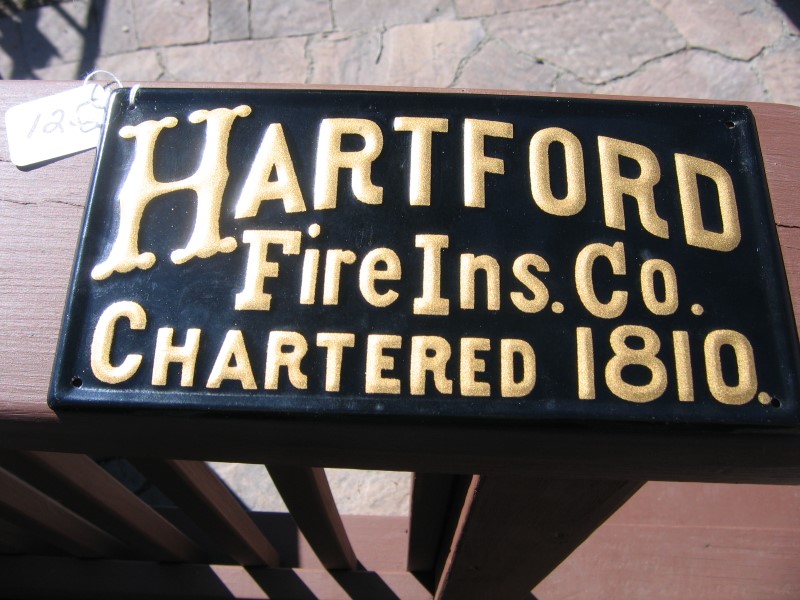 HARTFORD
Fire Ins. Co.
CHARTERED 1810.